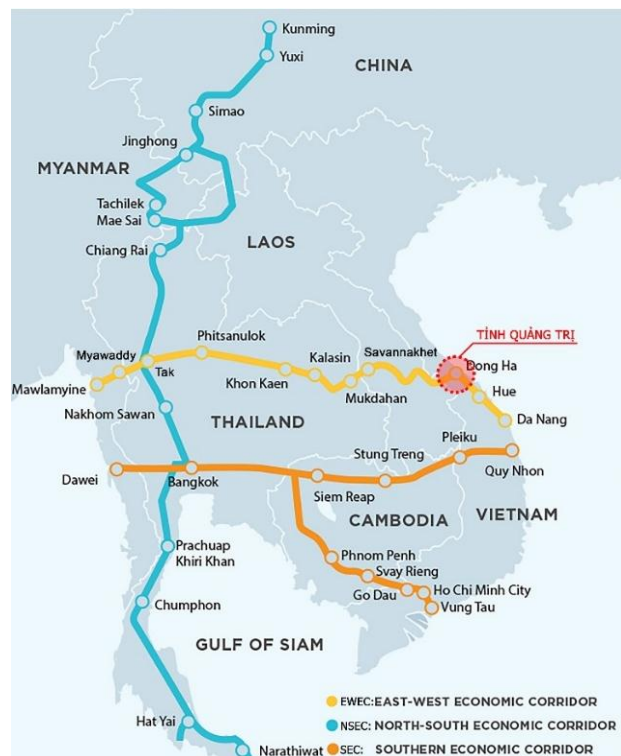 Kunming
Yuxi
CHINA
Simao
Jinghong
MYANMAR
Tachilek
Mae Sai
LAOS
Chiang Rai
TỈNH QUẢNG TRỊ
Phitsanulok
Savannakhet
Dong Ha
Myawaddy
Kalasin
Tak
Hue
Mawlamyine
Khon Kaen
Mukdahan
Nakhom Sawan
THAILAND
Da Nang
Pleiku
Stung Treng
Quy Nhon
Dawei
Bangkok
Siem Reap
CAMBODIA
VIETNAM
Prachuap
Khiri Khan
Phnom Penh
Svay Rieng
Go Dau
Ho Chi Minh City
Vung Tau
Chumphon
GULF OF SIAM
EWEC: EAST-WEST ECONOMIC CORRIDOR
Hat Yai
NSEC: NORTH-SOUTH ECONOMIC CORRIDOR
Narathiwat
SEC: SOUTHERN ECONOMIC CORRIDOR